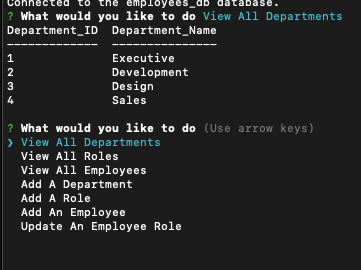 Connected to the employees_db database.
? What would you like to do View All Departments
Department_ID  Department_Name
-------------  ---------------
1              Executive
2              Development
3              Design
4              Sales
? What would you like to do (Use arrow keys)
❯ View All Departments
  View All Roles
  View All Employees
  Add A Department
  Add A Role
  Add An Employee
  Update An Employee Role